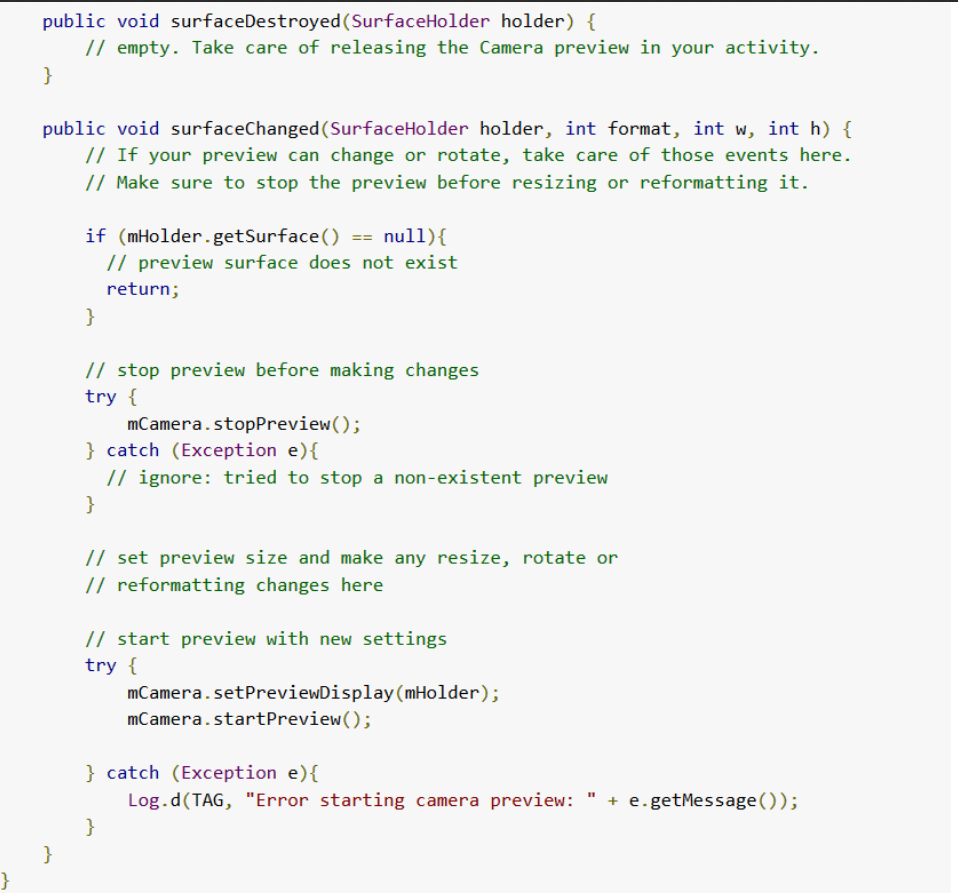 public void surfaceDestroyed(SurfaceHolder holder) {
// empty. Take care of releasing the Camera preview in your activity.
}
public void surfaceChanged(SurfaceHolder holder, int format, int w, int h) {
// If your preview can change or rotate, take care of those events here.
// Make sure to stop the preview before resizing or reformatting it.
if (mHolder.getSurface() == null){
// preview surface does not exist
return;
}
// stop preview before making changes
try {
mCamera.stopPreview();
} catch (Exception e){
// ignore: tried to stop a non-existent preview
}
// set preview size and make any resize, rotate or
// reformatting changes here
// start preview with new settings
try {
mCamera.setPreviewDisplay(mHolder);
mCamera.startPreview();
} catch (Exception e){
Log.d(TAG, "Error starting camera preview: " + e.getMessage());
}
}
}